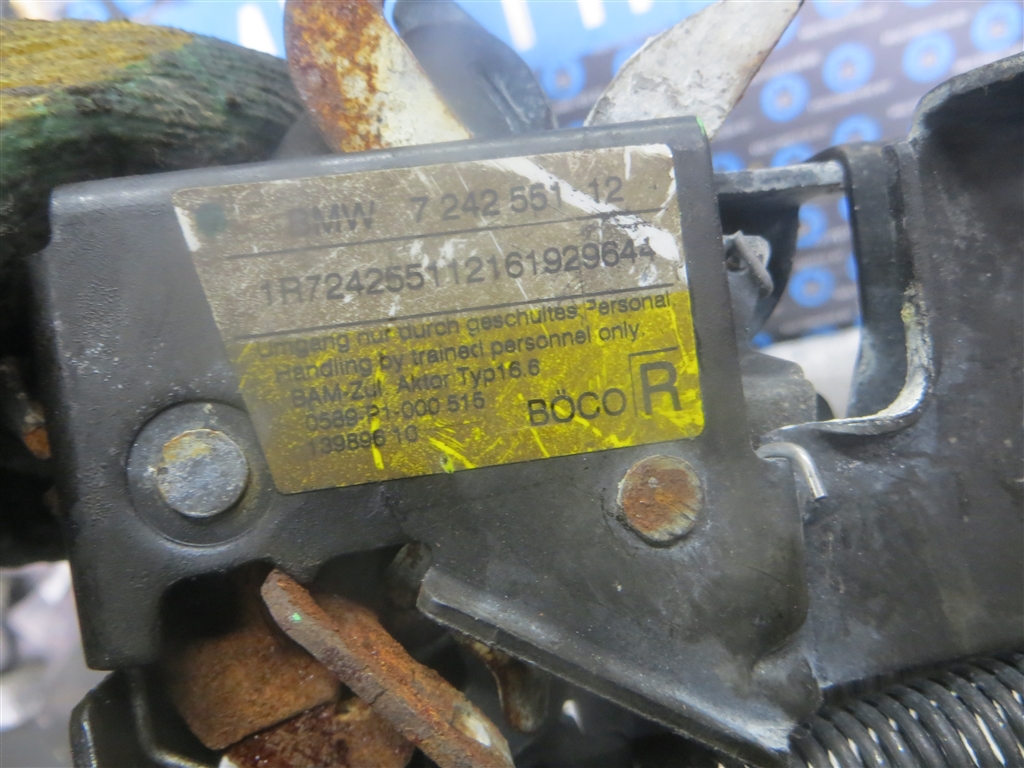 BMW 7 242 551 12
1R724255112161929644
Umgang nur durch geschultes Personal.
Handling by trained personnel only.
BAM-Zul. Aktor Typ16.6
0589-P1-000 515
139896 10
BÖCO R